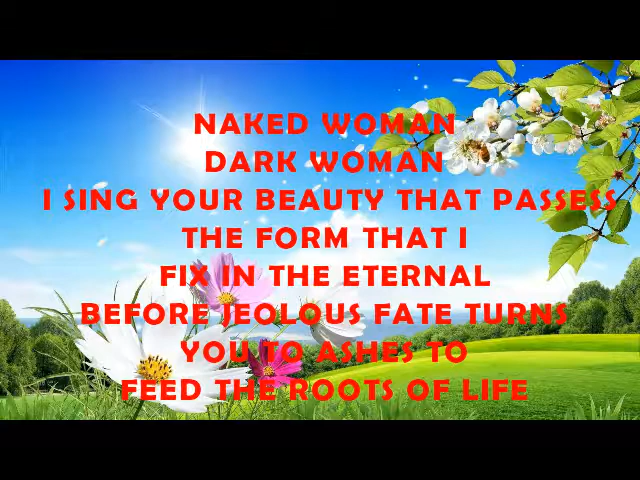 NAKED WOMAN
DARK WOMAN
I SING YOUR BEAUTY THAT PASSESS
THE FORM THAT I
FIX IN THE ETERNAL
BEFORE JEOLOUS FATE TURNS
YOU TO ASHES TO
FEED THE ROOTS OF LIFE